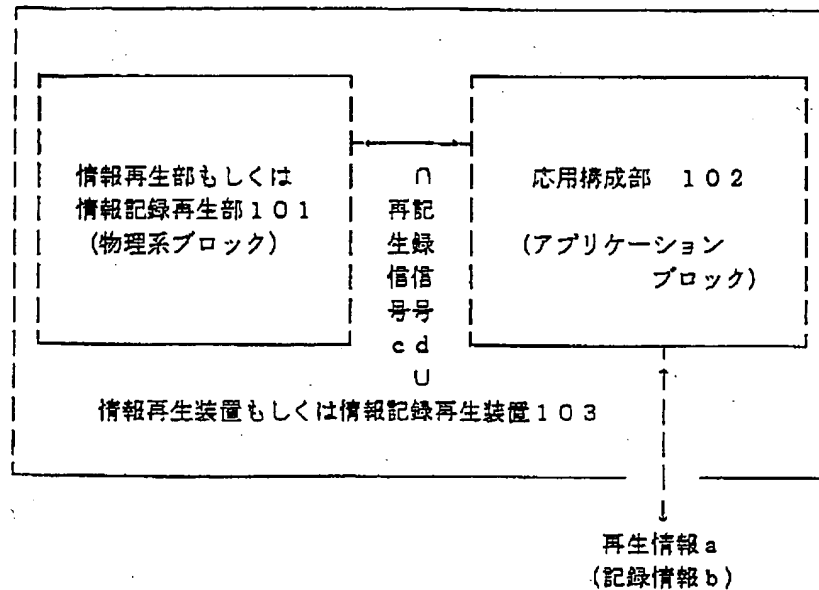 情報再生部もしくは
情報記録再生部101
(物理系ブロック)
再生信号c
(記録信号d)
応用構成部 102
(アプリケーション
ブロック)
情報再生装置もしくは情報記録再生装置103
再生情報a
(記録情報b)